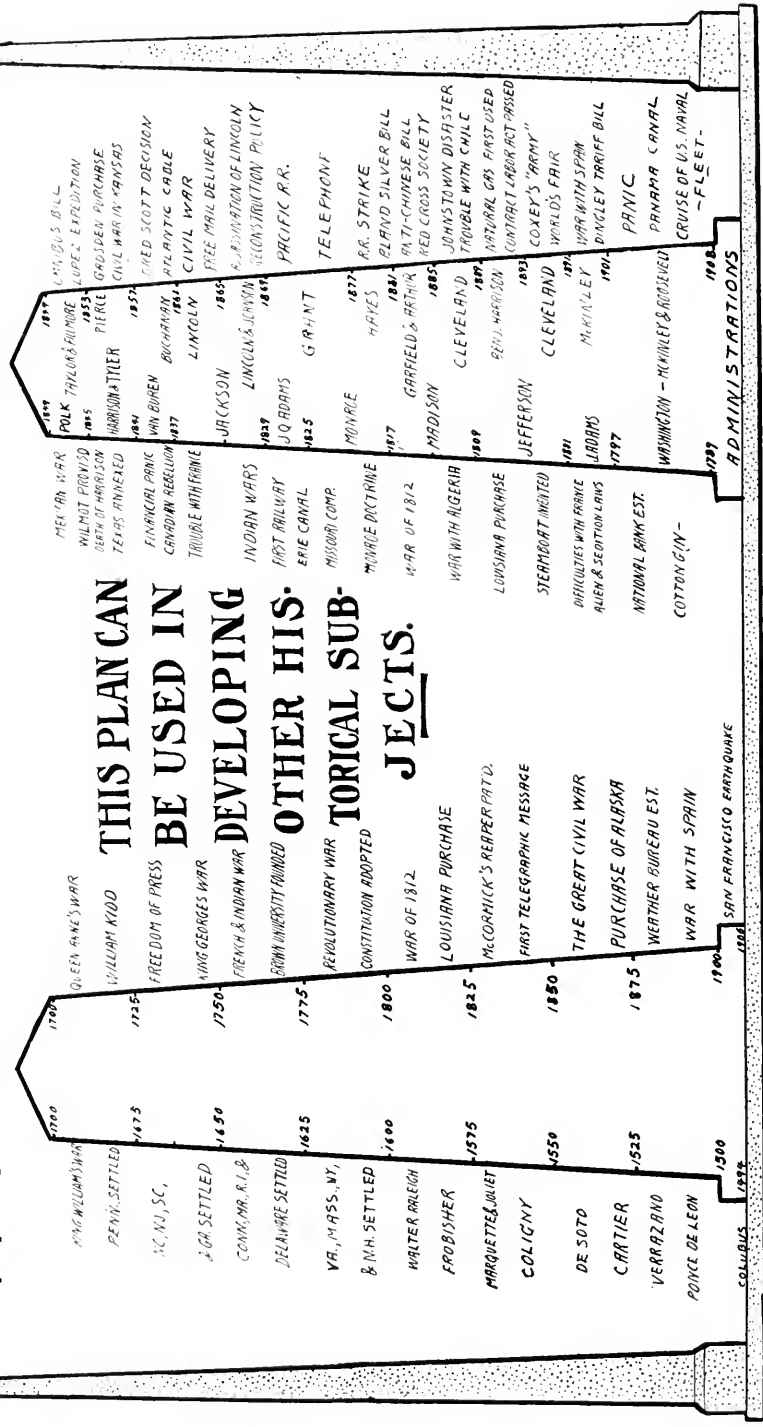 KING WILLIAM'S WAR
PENN. SETTLED
N.C., N.J., S.C.,
& GA. SETTLED
CONN., MR., R.I., &
DELAWARE SETTLED
VA., MASS., NY.,
& N.H. SETTLED
WALTER RALEIGH
FROBISHER
MARQUETTE & JOLIET
COLIGNY
DE SOTO
CARTIER
VERRAZANO
PONCE DE LEON
COLUMBUS
1700
1675
1650
1625
1600
1575
1550
1525
1500
1494
1700
1725
1750
1775
1800
1825
1850
1875
1900
1906
QUEEN ANNE'S WAR
WILLIAM KIDD
FREEDOM OF PRESS
KING GEORGES WAR
FRENCH & INDIAN WAR
BROWN UNIVERSITY FOUNDED
REVOLUTIONARY WAR
CONSTITUTION ADOPTED
WAR OF 1812
LOUISIANA PURCHASE
McCORMICK'S REAPER PAT'D.
FIRST TELEGRAPHIC MESSAGE
THE GREAT CIVIL WAR
PURCHASE OF ALASKA
WEATHER BUREAU EST.
WAR WITH SPAIN
SAN FRANCISCO EARTHQUAKE
THIS PLAN CAN
BE USED IN
DEVELOPING
OTHER HIS-
TORICAL SUB-
JECTS.
MEXICAN WAR
WILMOT PROVISO
DEATH OF HARRISON
TEXAS ANNEXED
FINANCIAL PANIC
CANADIAN REBELLION
TROUBLE WITH FRANCE
INDIAN WARS
FIRST RAILWAY
ERIE CANAL
MISSOURI COMP.
MONROE DOCTRINE
WAR OF 1812
WAR WITH ALGERIA
LOUISIANA PURCHASE
STEAMBOAT INVENTED
DIFFICULTIES WITH FRANCE
ALIEN & SEDITION LAWS
NATIONAL BANK EST.
COTTON GIN -
1849
POLK
1845
HARRISON & TYLER
1841
VAN BUREN
1837
JACKSON
1829
J Q ADAMS
1825
MONROE
1817
MADISON
1809
JEFFERSON
1801
J.ADAMS
1797
WASHINGTON - McKINLEY & ROOSEVELT
1789
1849
TAYLOR & FILLMORE
1853
PIERCE
1857
BUCHANAN
1861
LINCOLN
1865
LINCOLN & JOHNSON
1869
GRANT
1877
HAYES
1881
GARFIELD & ARTHUR
1885
CLEVELAND
1889
BENJ. HARRISON
1893
CLEVELAND
McKINLEY
1901
1908
ADMINISTRATIONS
OMNIBUS BILL
LOPEZ EXPEDITION
GADSDEN PURCHASE
CIVIL WAR IN KANSAS
DRED SCOTT DECISION
ATLANTIC CABLE
CIVIL WAR
FREE MAIL DELIVERY
ASSASINATION OF LINCOLN
RECONSTRUCTION POLICY
PACIFIC R.R.
TELEPHONE
R.R. STRIKE
BLAND SILVER BILL
ANTI-CHINESE BILL
RED CROSS SOCIETY
JOHNSTOWN DISASTER
TROUBLE WITH CHILE
NATURAL GAS FIRST USED
CONTRACT LABOR ACT PASSED
COXEY'S "ARMY"
WORLD'S FAIR
WAR WITH SPAIN
DINGLEY TARIFF BILL
PANIC
PANAMA CANAL
CRUISE OF U.S. NAVAL
-FLEET-